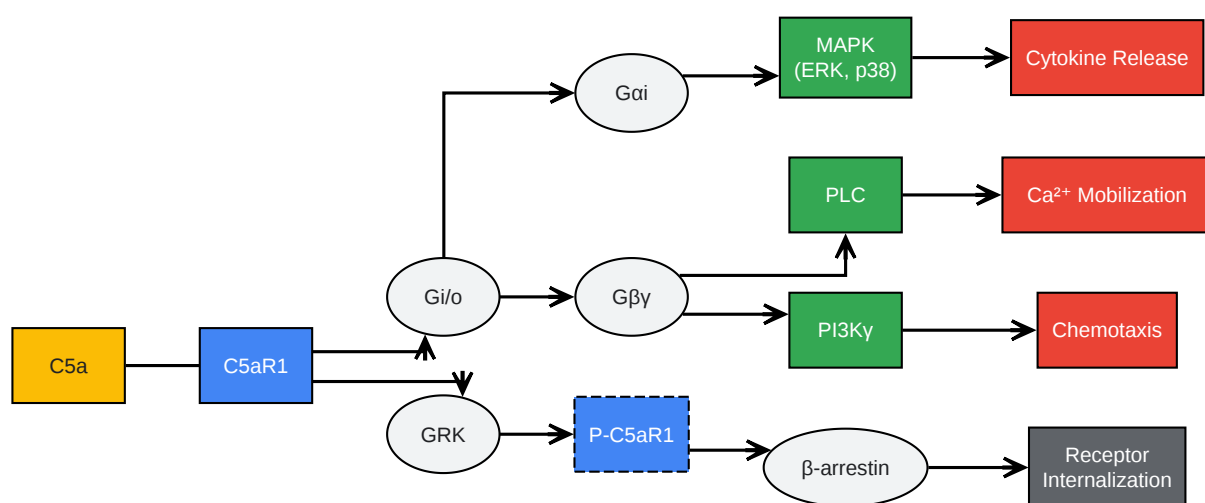 MAPK
(ERK, p38)
Cytokine Release
Gαi
PLC
Ca²⁺ Mobilization
Gi/o
Gβγ
PI3Kγ
Chemotaxis
C5a
C5aR1
GRK
P-C5aR1
β-arrestin
Receptor
Internalization